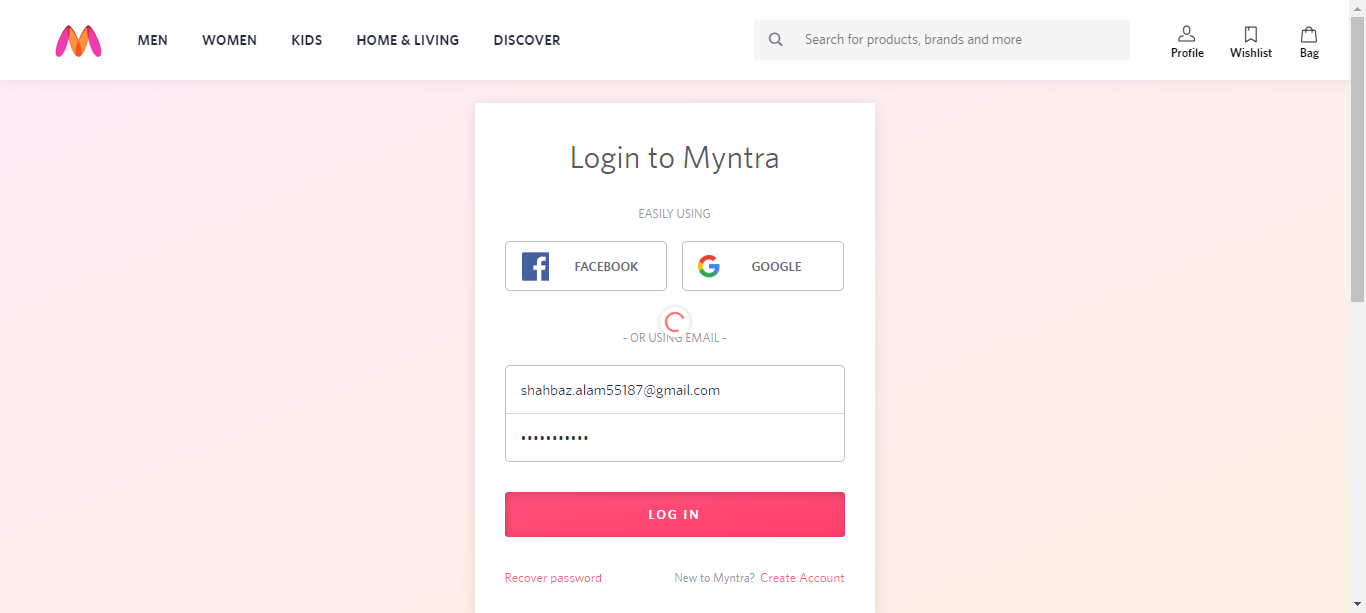 MEN WOMEN KIDS HOME & LIVING DISCOVER Search for products, brands and more Profile Wishlist Bag
Login to Myntra
EASILY USING
FACEBOOK GOOGLE
- OR USING EMAIL -
shahbaz.alam55187@gmail.com
•••••••••••
LOG IN
Recover password New to Myntra? Create Account